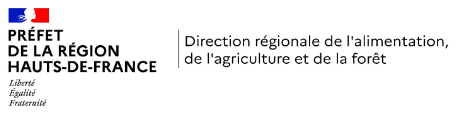 PRÉFET
DE LA RÉGION
HAUTS-DE-FRANCE
Liberté
Égalité
Fraternité
Direction régionale de l'alimentation,
de l'agriculture et de la forêt